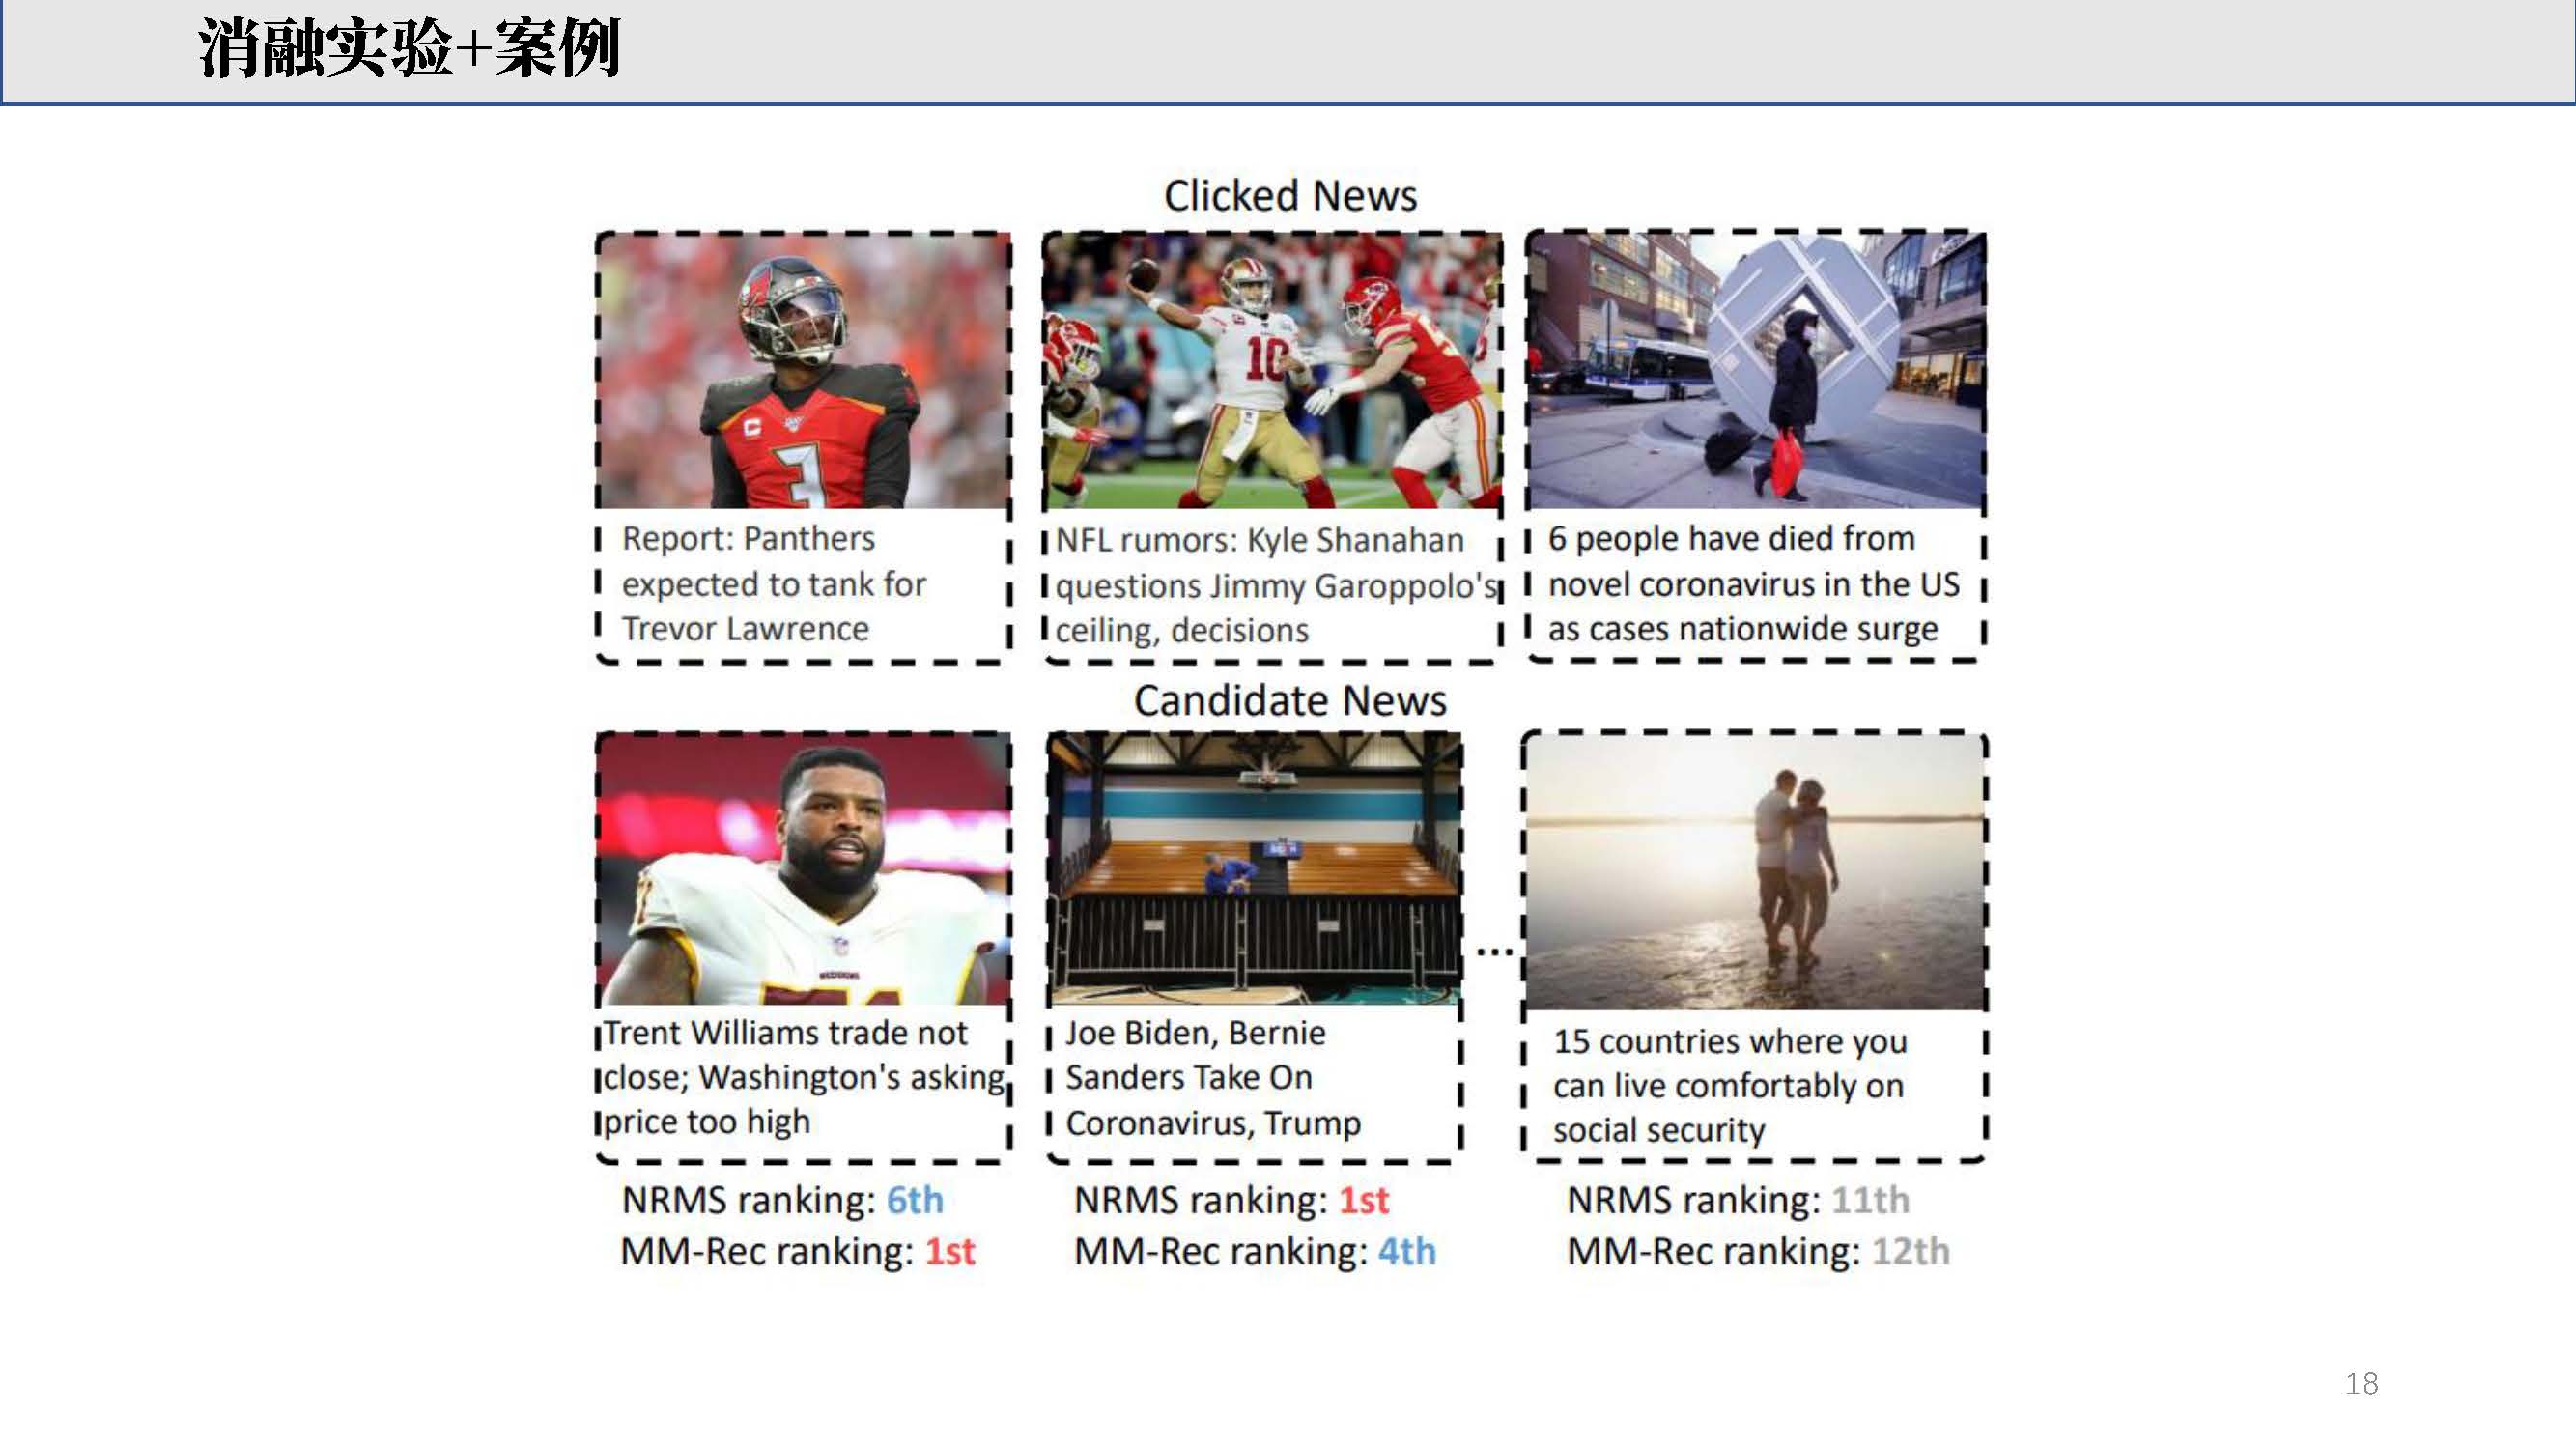 消融实验+案例
Clicked News
10
3
Report: Panthers
expected to tank for
Trevor Lawrence
NFL rumors: Kyle Shanahan
questions Jimmy Garoppolo's
ceiling, decisions
6 people have died from
novel coronavirus in the US
as cases nationwide surge
Candidate News
Trent Williams trade not
close; Washington's asking
price too high
Joe Biden, Bernie
Sanders Take On
Coronavirus, Trump
...
15 countries where you
can live comfortably on
social security
NRMS ranking: 6th
MM-Rec ranking: 1st
NRMS ranking: 1st
MM-Rec ranking: 4th
NRMS ranking: 11th
MM-Rec ranking: 12th
18